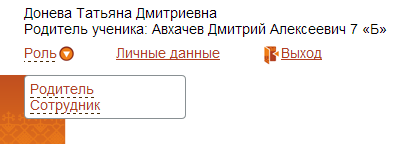 Донева Татьяна Дмитриевна
Родитель ученика: Авхачев Дмитрий Алексеевич 7 «Б»
Роль Личные данные Выход
Родитель
Сотрудник